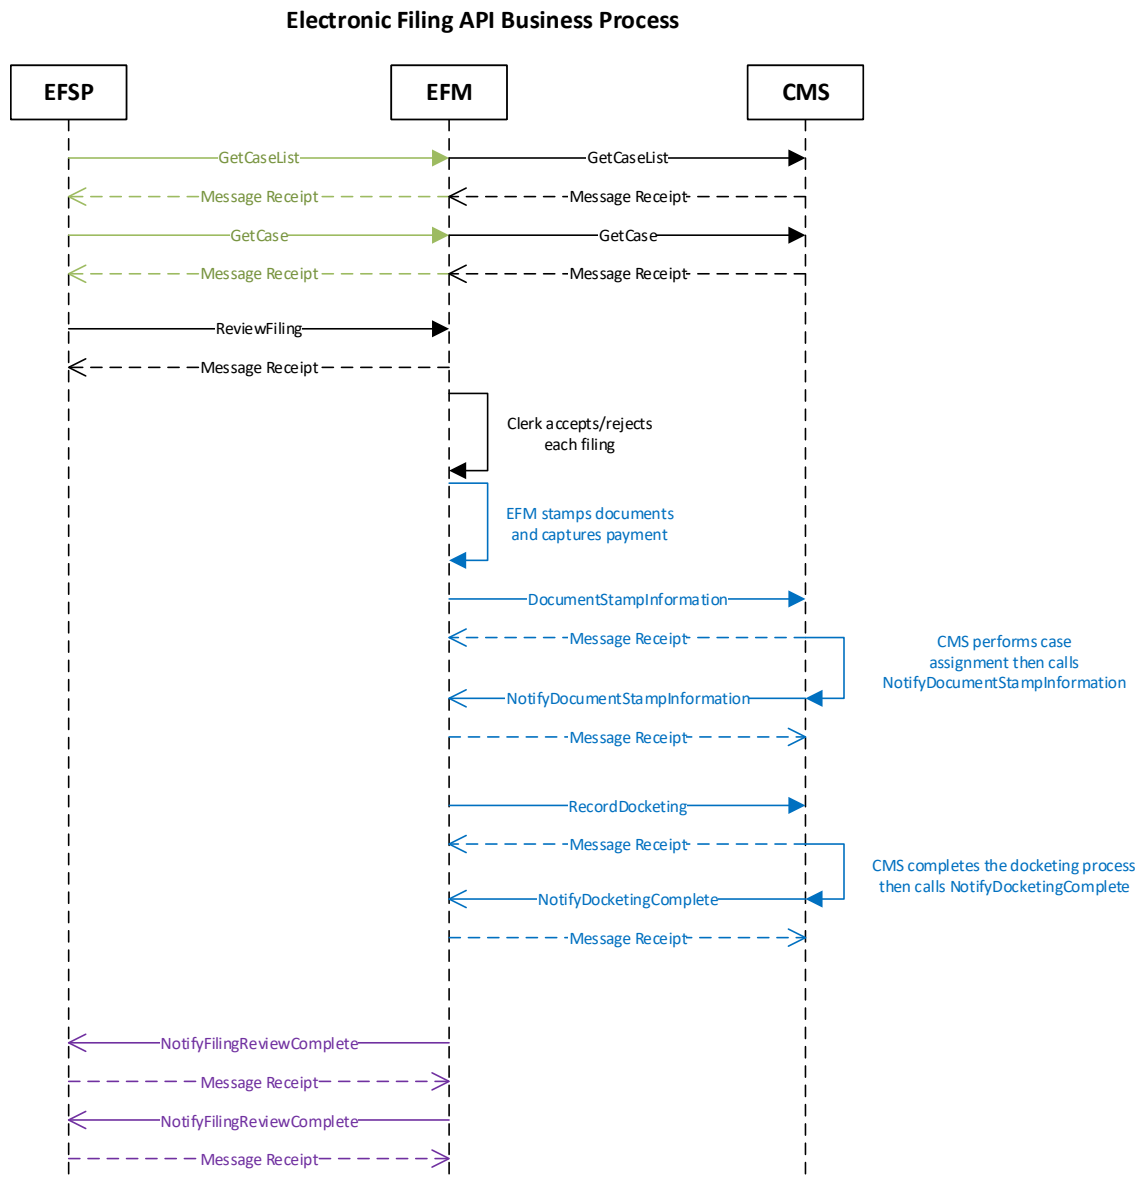 Electronic Filing API Business Process
EFSP
EFM
CMS
GetCaseList
GetCaseList
Message Receipt
Message Receipt
GetCase
GetCase
Message Receipt
Message Receipt
ReviewFiling
Message Receipt
Clerk accepts/rejects
each filing
EFM stamps documents
and captures payment
DocumentStampInformation
Message Receipt
CMS performs case
assignment then calls
NotifyDocumentStampInformation
NotifyDocumentStampInformation
Message Receipt
RecordDocketing
Message Receipt
CMS completes the docketing process
then calls NotifyDocketingComplete
NotifyDocketingComplete
Message Receipt
NotifyFilingReviewComplete
Message Receipt
NotifyFilingReviewComplete
Message Receipt